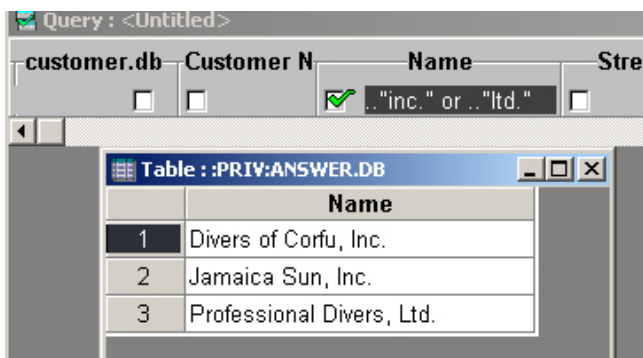 Query : <Untitled>
customer.db Customer N Name Stre
.."inc." or .."ltd."
Table : :PRIV:ANSWER.DB
Name
1 Divers of Corfu, Inc.
2 Jamaica Sun, Inc.
3 Professional Divers, Ltd.